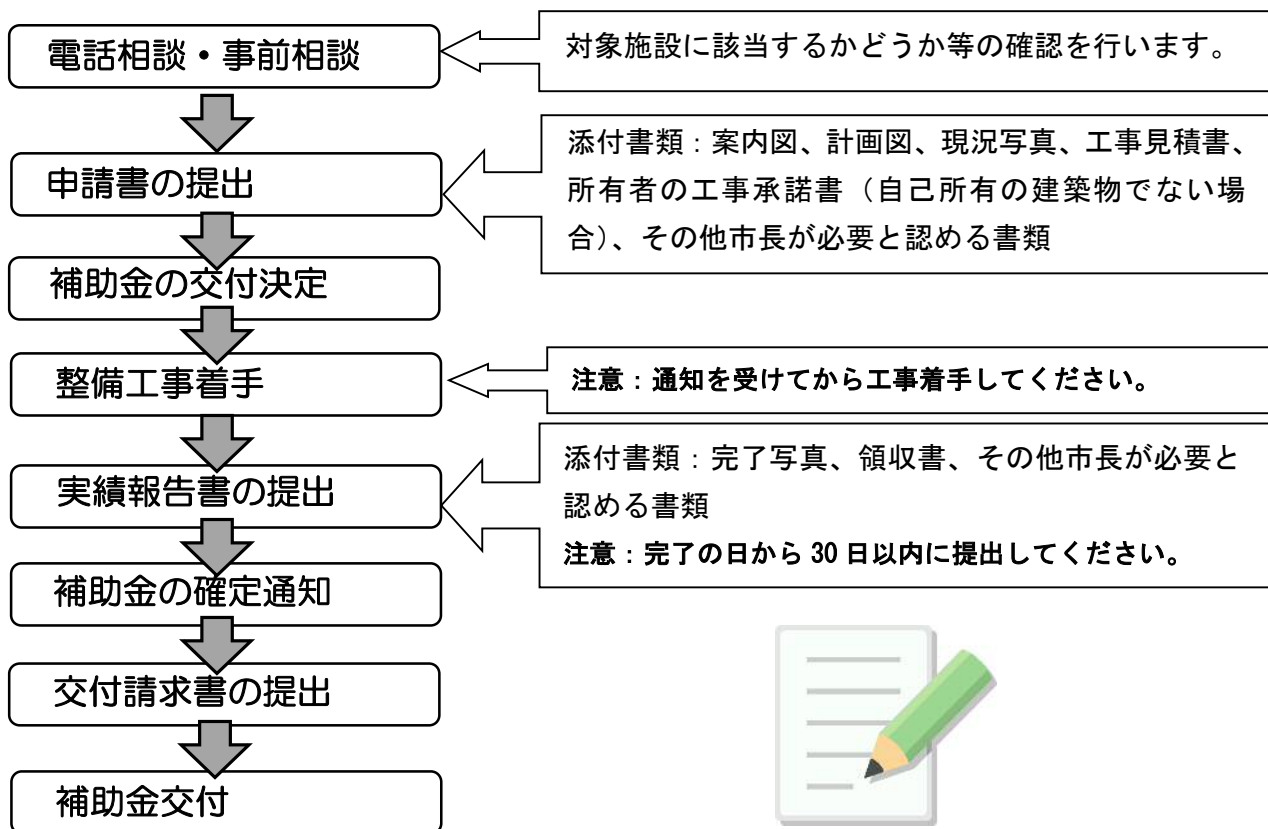 電話相談・事前相談
対象施設に該当するかどうか等の確認を行います。
申請書の提出
添付書類：案内図、計画図、現況写真、工事見積書、
所有者の工事承諾書（自己所有の建築物でない場
合）、その他市長が必要と認める書類
補助金の交付決定
整備工事着手
注意：通知を受けてから工事着手してください。
実績報告書の提出
添付書類：完了写真、領収書、その他市長が必要と
認める書類
注意：完了の日から 30 日以内に提出してください。
補助金の確定通知
交付請求書の提出
補助金交付